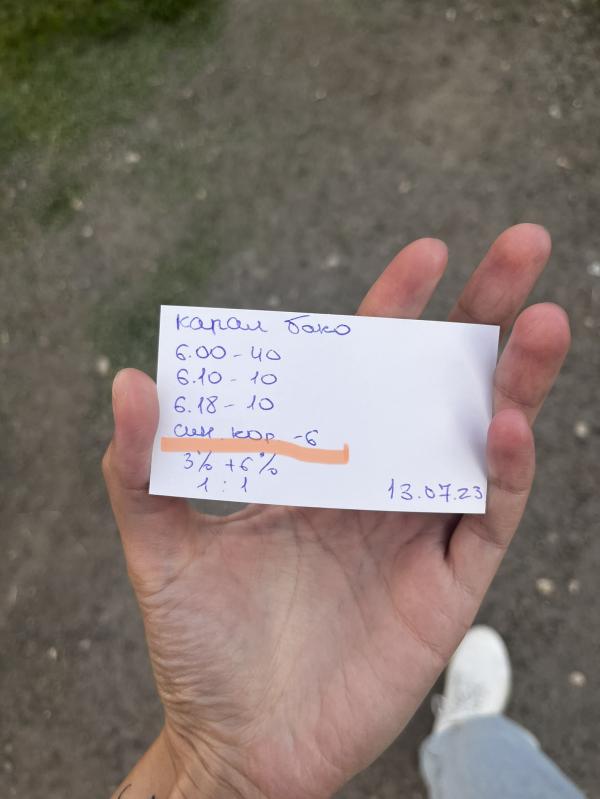 карал бако
6.00 - 40
6.10 - 10
6.18 - 10
син. кор - 6
3% + 6%
1 : 1
13.07.23